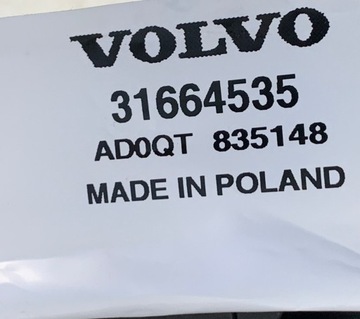 VOLVO
31664535
AD0QT 835148
MADE IN POLAND